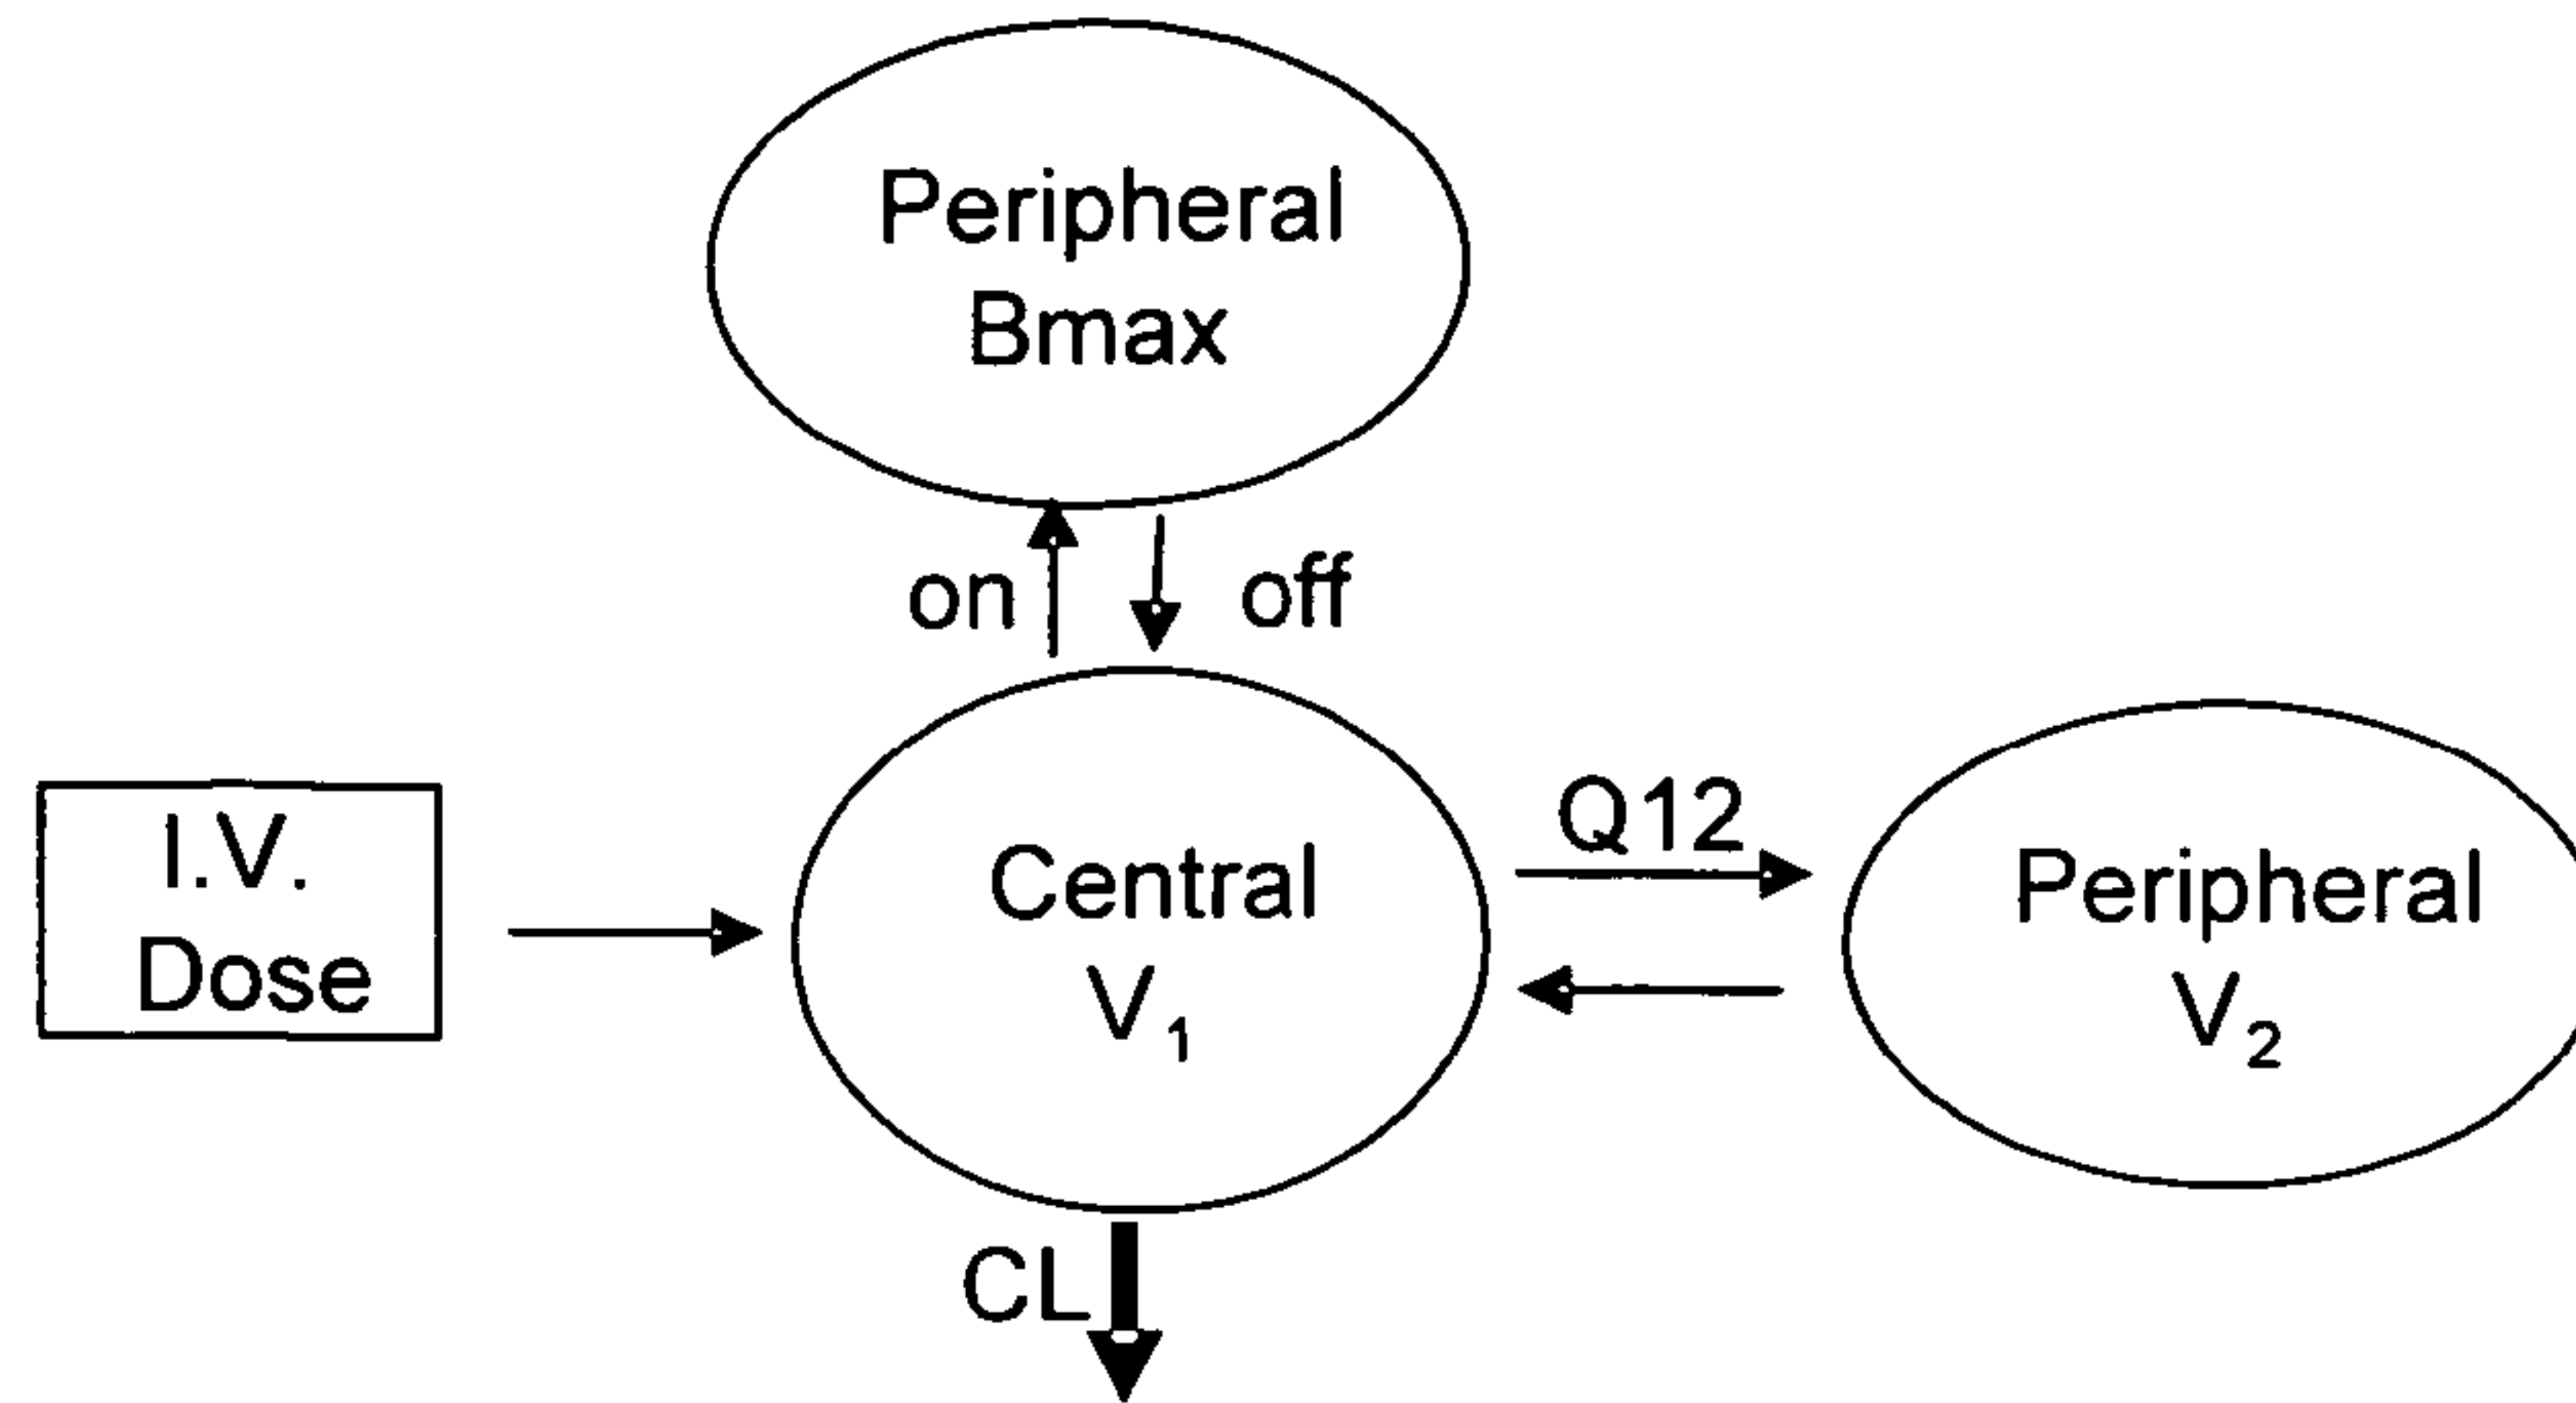 Peripheral
Bmax
on
off
I.V.
Dose
Central
V₁
Q12
Peripheral
V₂
CL